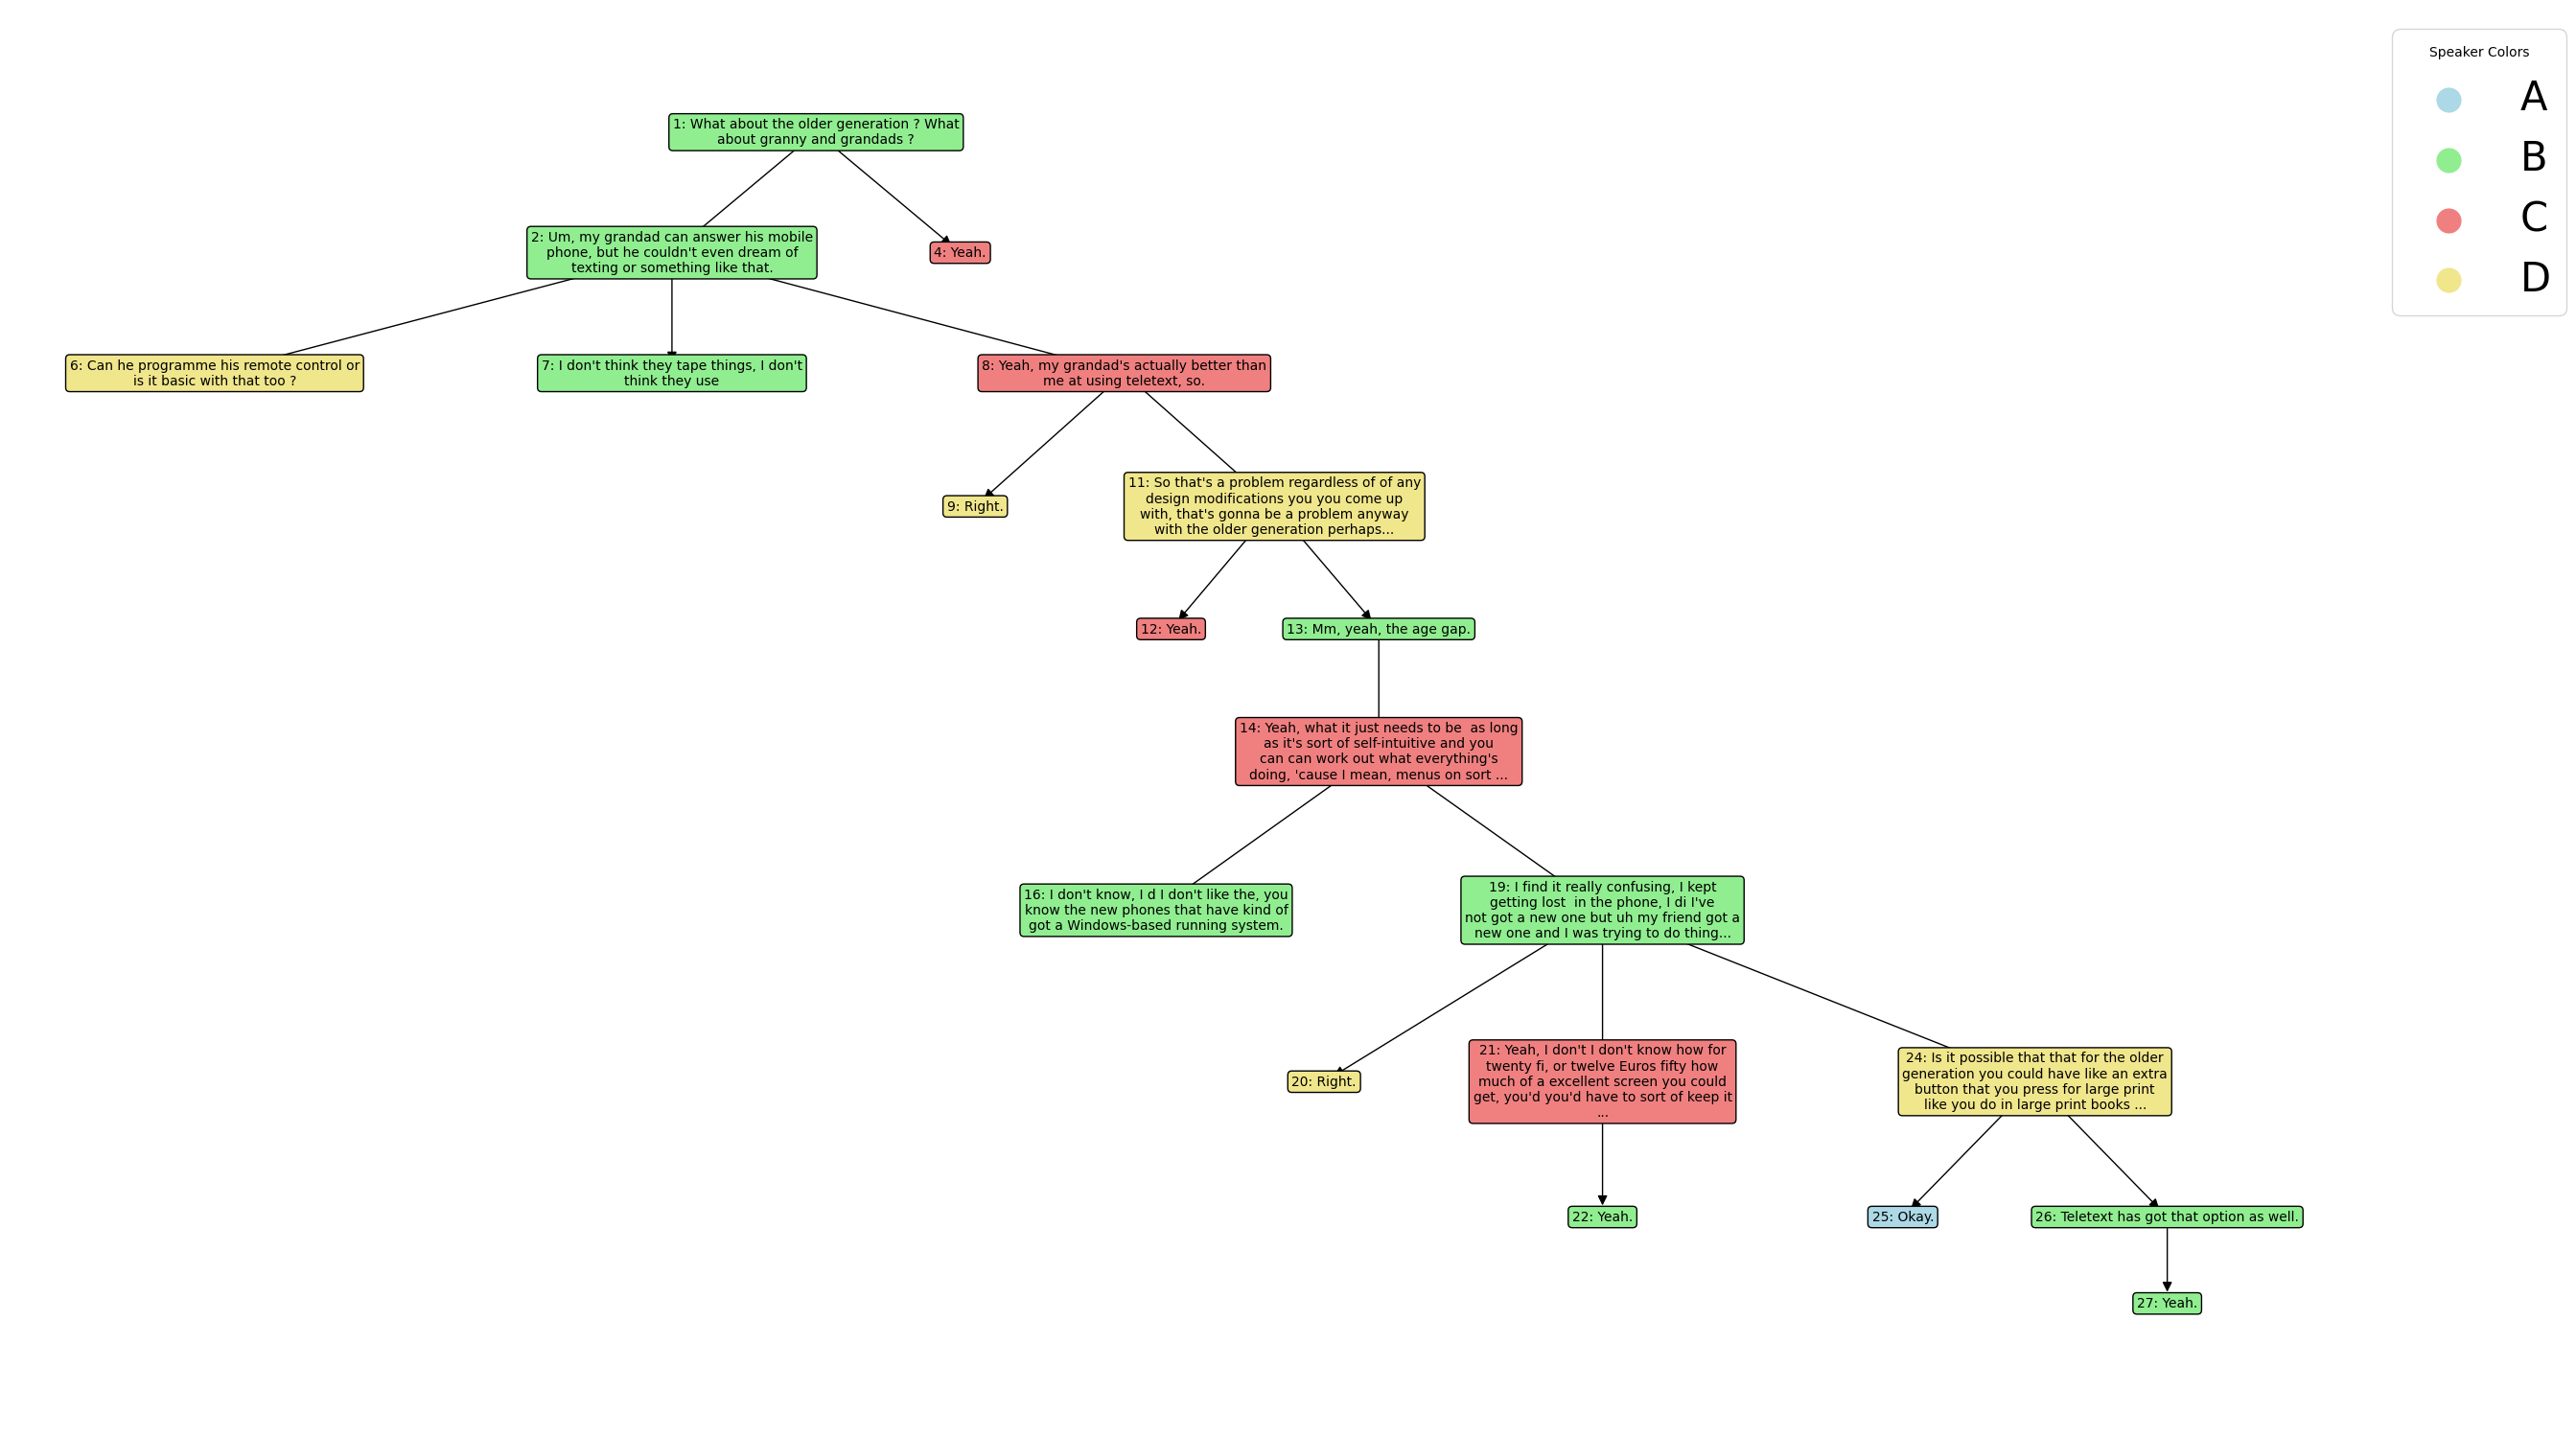 Speaker Colors
A
B
C
D
1: What about the older generation ? What
about granny and grandads ?
2: Um, my grandad can answer his mobile
phone, but he couldn't even dream of
texting or something like that.
4: Yeah.
6: Can he programme his remote control or
is it basic with that too ?
7: I don't think they tape things, I don't
think they use
8: Yeah, my grandad's actually better than
me at using teletext, so.
9: Right.
11: So that's a problem regardless of of any
design modifications you you come up
with, that's gonna be a problem anyway
with the older generation perhaps...
12: Yeah.
13: Mm, yeah, the age gap.
14: Yeah, what it just needs to be  as long
as it's sort of self-intuitive and you
can can work out what everything's
doing, 'cause I mean, menus on sort ...
16: I don't know, I d I don't like the, you
know the new phones that have kind of
got a Windows-based running system.
19: I find it really confusing, I kept
getting lost  in the phone, I di I've
not got a new one but uh my friend got a
new one and I was trying to do thing...
20: Right.
21: Yeah, I don't I don't know how for
twenty fi, or twelve Euros fifty how
much of a excellent screen you could
get, you'd you'd have to sort of keep it
...
24: Is it possible that that for the older
generation you could have like an extra
button that you press for large print
like you do in large print books ...
22: Yeah.
25: Okay.
26: Teletext has got that option as well.
27: Yeah.